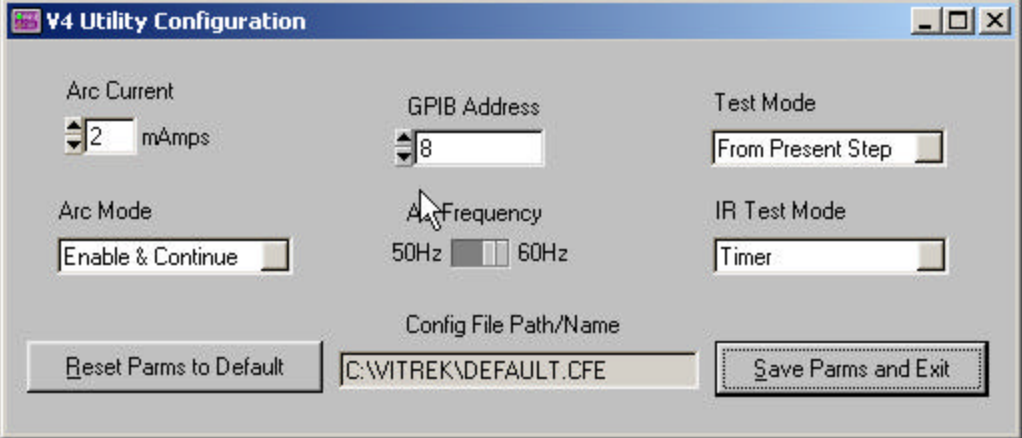 V4 Utility Configuration
Arc Current
2 mAmps
GPIB Address
8
Test Mode
From Present Step
Arc Mode
Enable & Continue
Frequency
50Hz 60Hz
IR Test Mode
Timer
Config File Path/Name
Reset Parms to Default
C:\VITREK\DEFAULT.CFE
Save Parms and Exit